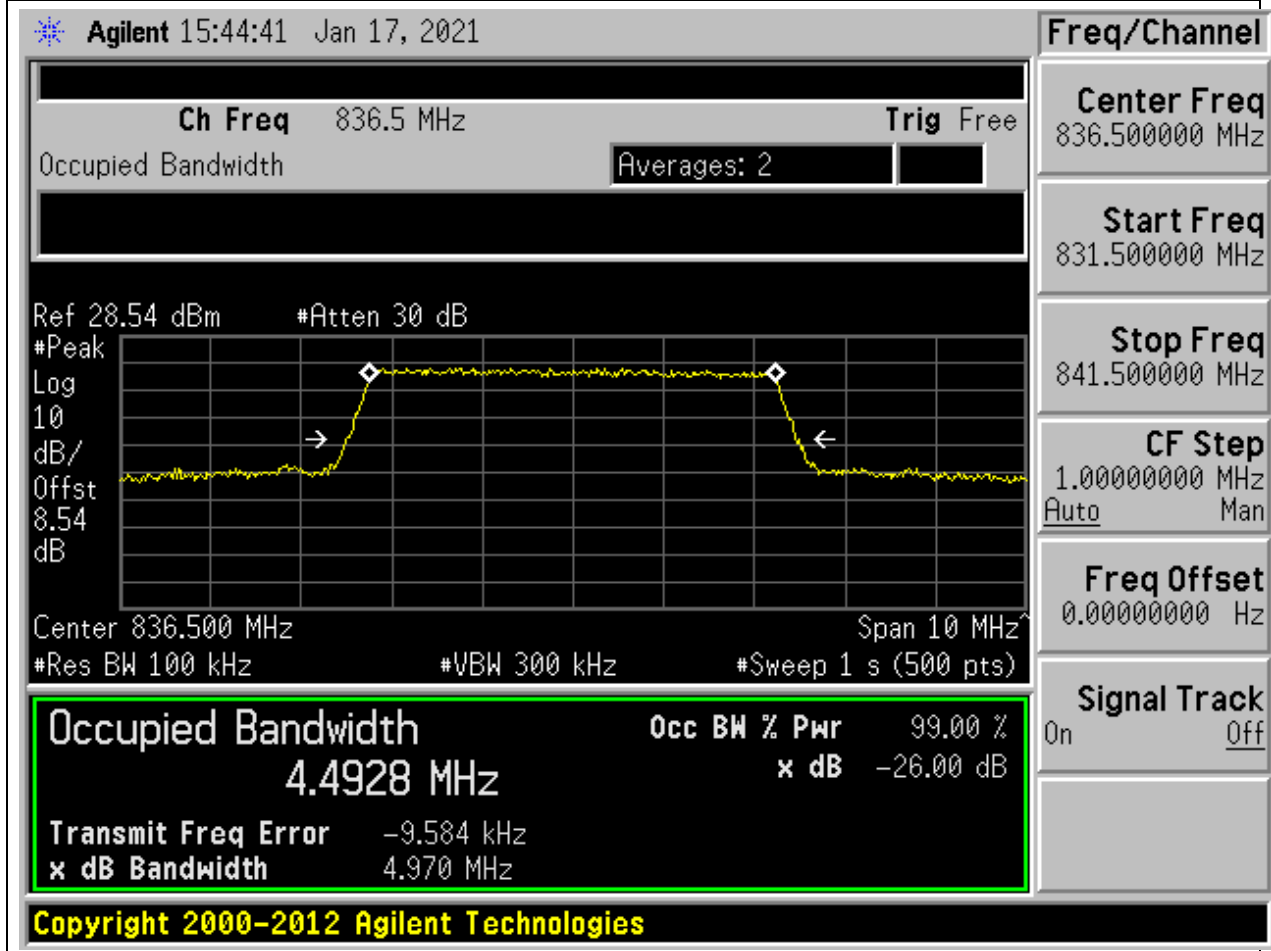 Agilent 15:44:41 Jan 17, 2021
Freq/Channel
Ch Freq 836.5 MHz Trig Free
Occupied Bandwidth Averages: 2
Ref 28.54 dBm #Atten 30 dB
#Peak
Log
10
dB/
Offst
8.54
dB
Center 836.500 MHz Span 10 MHz^
#Res BW 100 kHz #VBW 300 kHz #Sweep 1 s (500 pts)
Occupied Bandwidth Occ BW % Pwr 99.00 %
4.4928 MHz x dB -26.00 dB
Transmit Freq Error -9.584 kHz
x dB Bandwidth 4.970 MHz
Center Freq
836.500000 MHz
Start Freq
831.500000 MHz
Stop Freq
841.500000 MHz
CF Step
1.00000000 MHz
Auto Man
Freq Offset
0.00000000 Hz
Signal Track
On Off
Copyright 2000-2012 Agilent Technologies